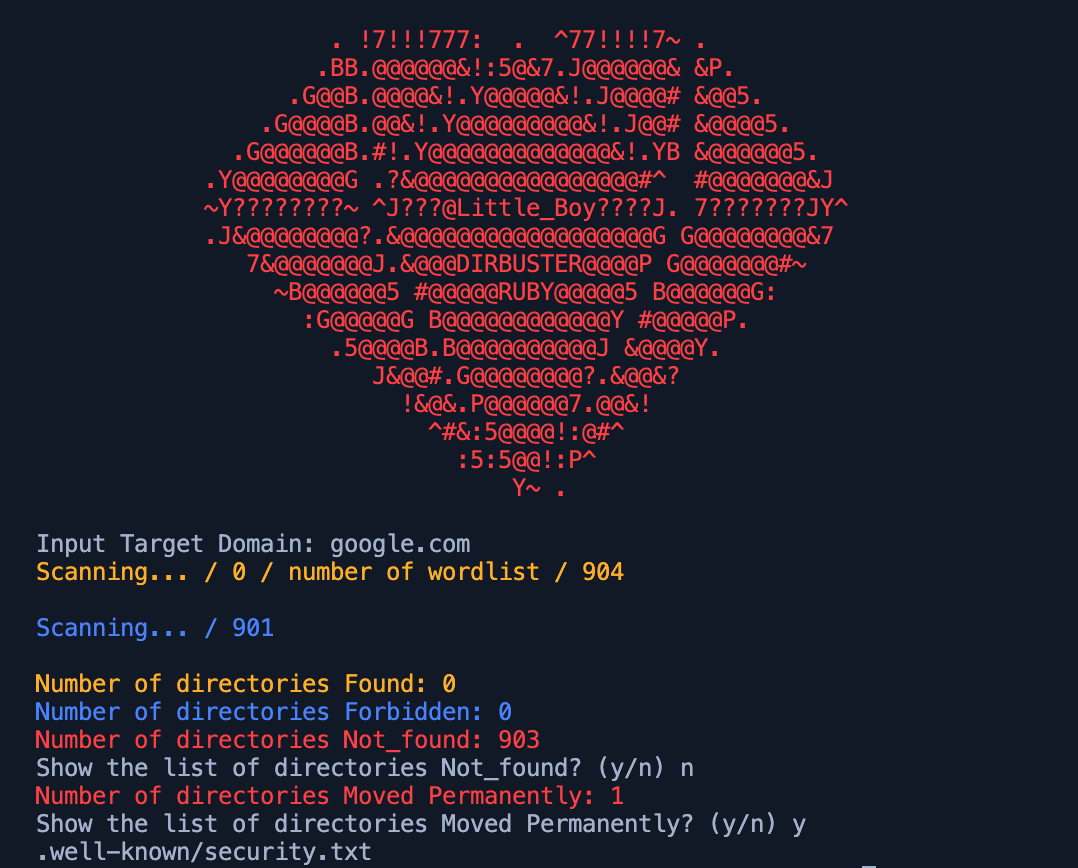 . !7!!!777:  .  ^77!!!!7~ .
.BB.@@@@@@&!:5@&7.J@@@@@@& &P.
.G@@B.@@@@&!.Y@@@@@&!.J@@@@# &@@5.
.G@@@@B.@@&!.Y@@@@@@@@@&!.J@@# &@@@@5.
.G@@@@@@B.#!.Y@@@@@@@@@@@@@&!.YB &@@@@@@5.
.Y@@@@@@@@G .?&@@@@@@@@@@@@@@@@#^  #@@@@@@@&J
~Y????????~ ^J???@Little_Boy????J. 7???????JY^
.J&@@@@@@@@?.&@@@@@@@@@@@@@@@@@@G G@@@@@@@@&7
7&@@@@@@@J.&@@@DIRBUSTER@@@@P G@@@@@@@#~
~B@@@@@@5 #@@@@@RUBY@@@@@5 B@@@@@@G:
:G@@@@@G B@@@@@@@@@@@@Y #@@@@@P.
.5@@@@B.B@@@@@@@@@@J &@@@@Y.
J&@@#.G@@@@@@@@?.&@@&?
!&@&.P@@@@@@7.@@&!
^#&:5@@@@!:@#^
:5:5@@!:P^
Y~ .
Input Target Domain: google.com
Scanning... / 0 / number of wordlist / 904
Scanning... / 901
Number of directories Found: 0
Number of directories Forbidden: 0
Number of directories Not_found: 903
Show the list of directories Not_found? (y/n) n
Number of directories Moved Permanently: 1
Show the list of directories Moved Permanently? (y/n) y
.well-known/security.txt